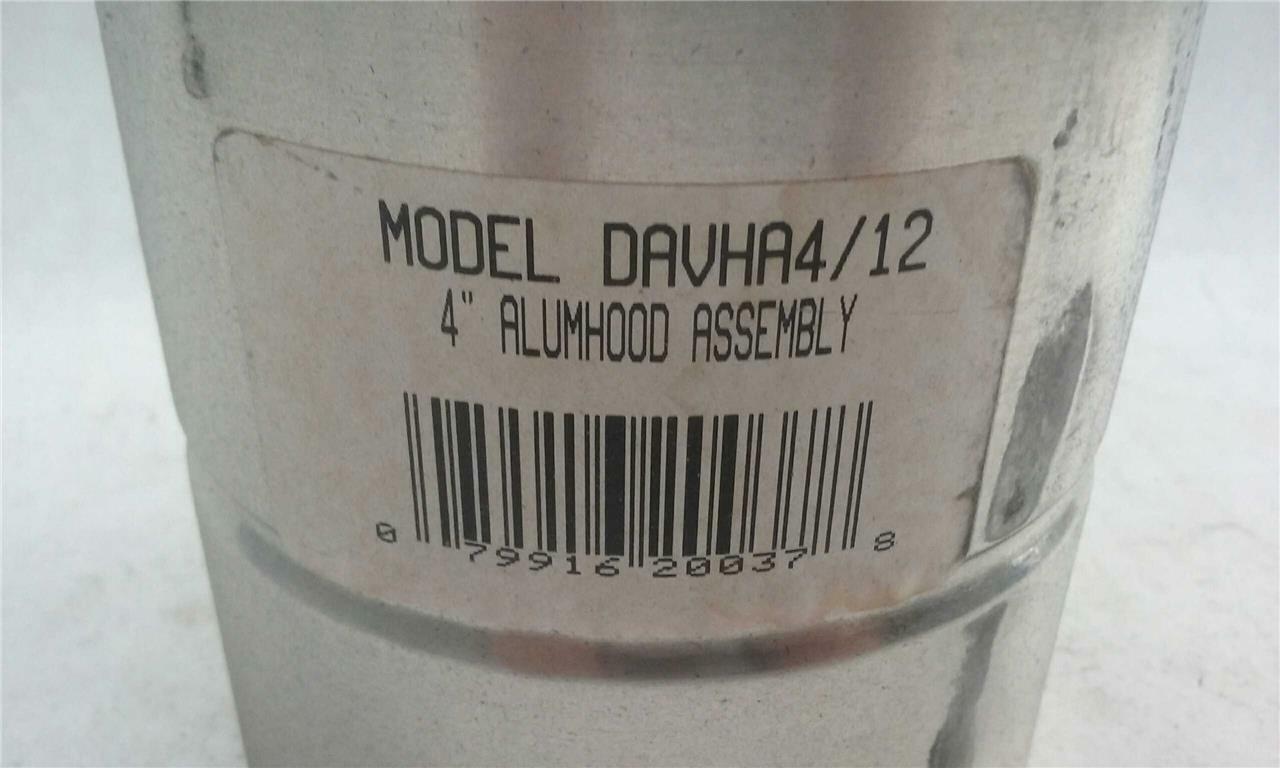 MODEL DAVHA4/12
4" ALUMHOOD ASSEMBLY
0 79916 20037 8